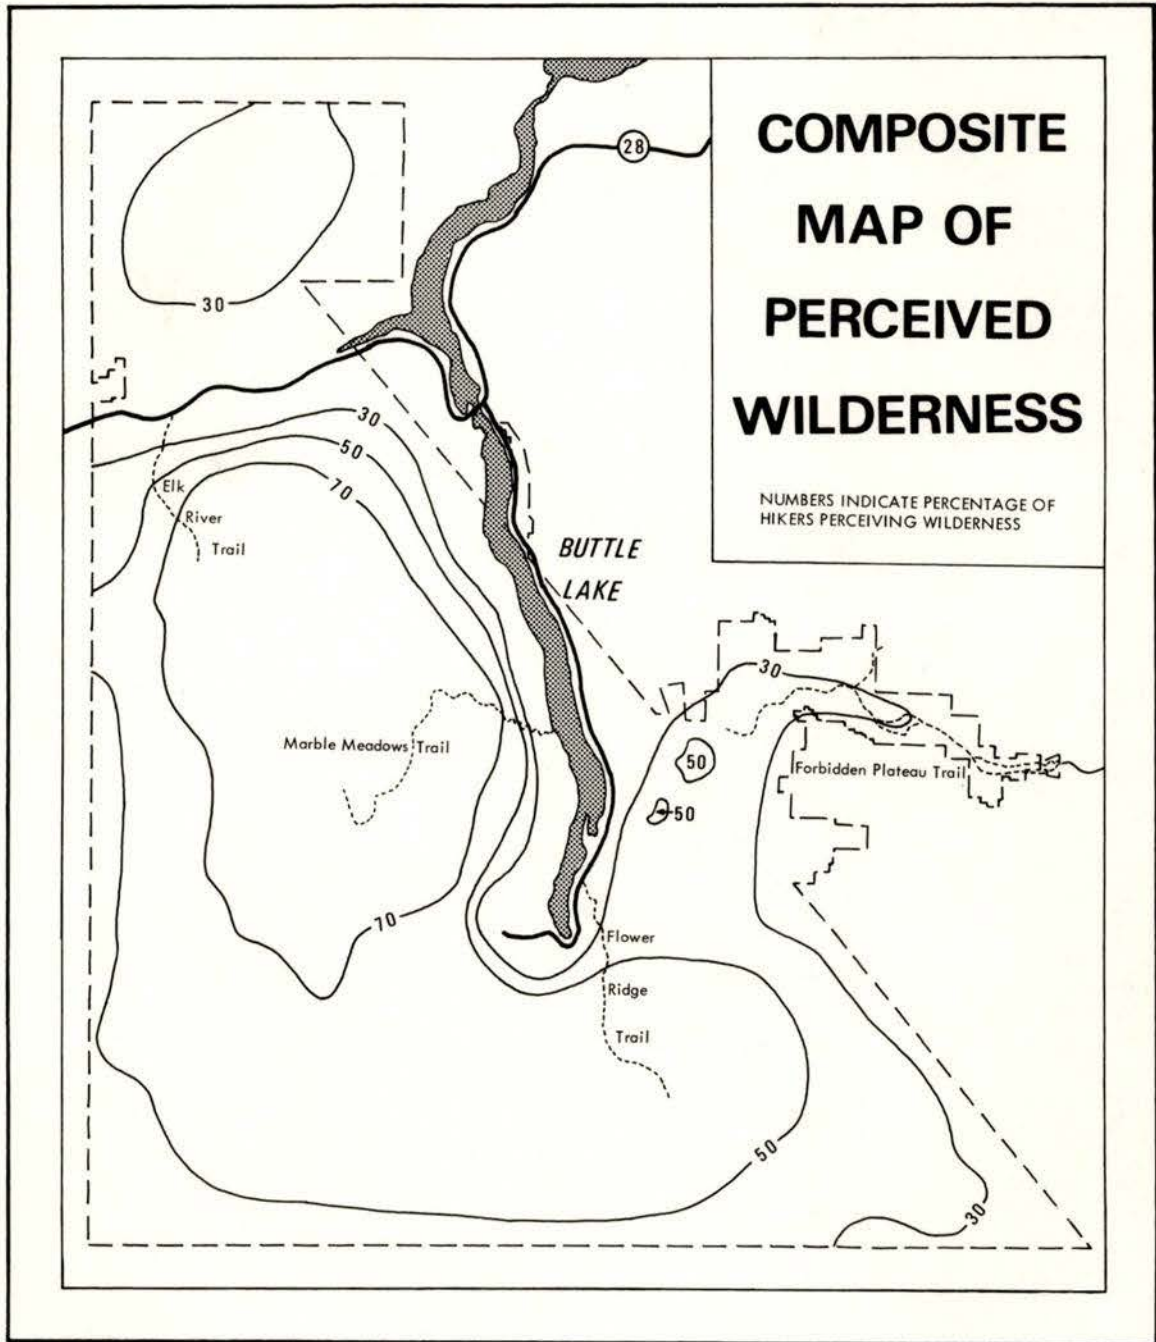 COMPOSITE
MAP OF
PERCEIVED
WILDERNESS
NUMBERS INDICATE PERCENTAGE OF
HIKERS PERCEIVING WILDERNESS
28
30
30
50
70
Elk
River
Trail
BUTTLE
LAKE
30
Marble Meadows Trail
50
Forbidden Plateau Trail
50
70
Flower
Ridge
Trail
50
30